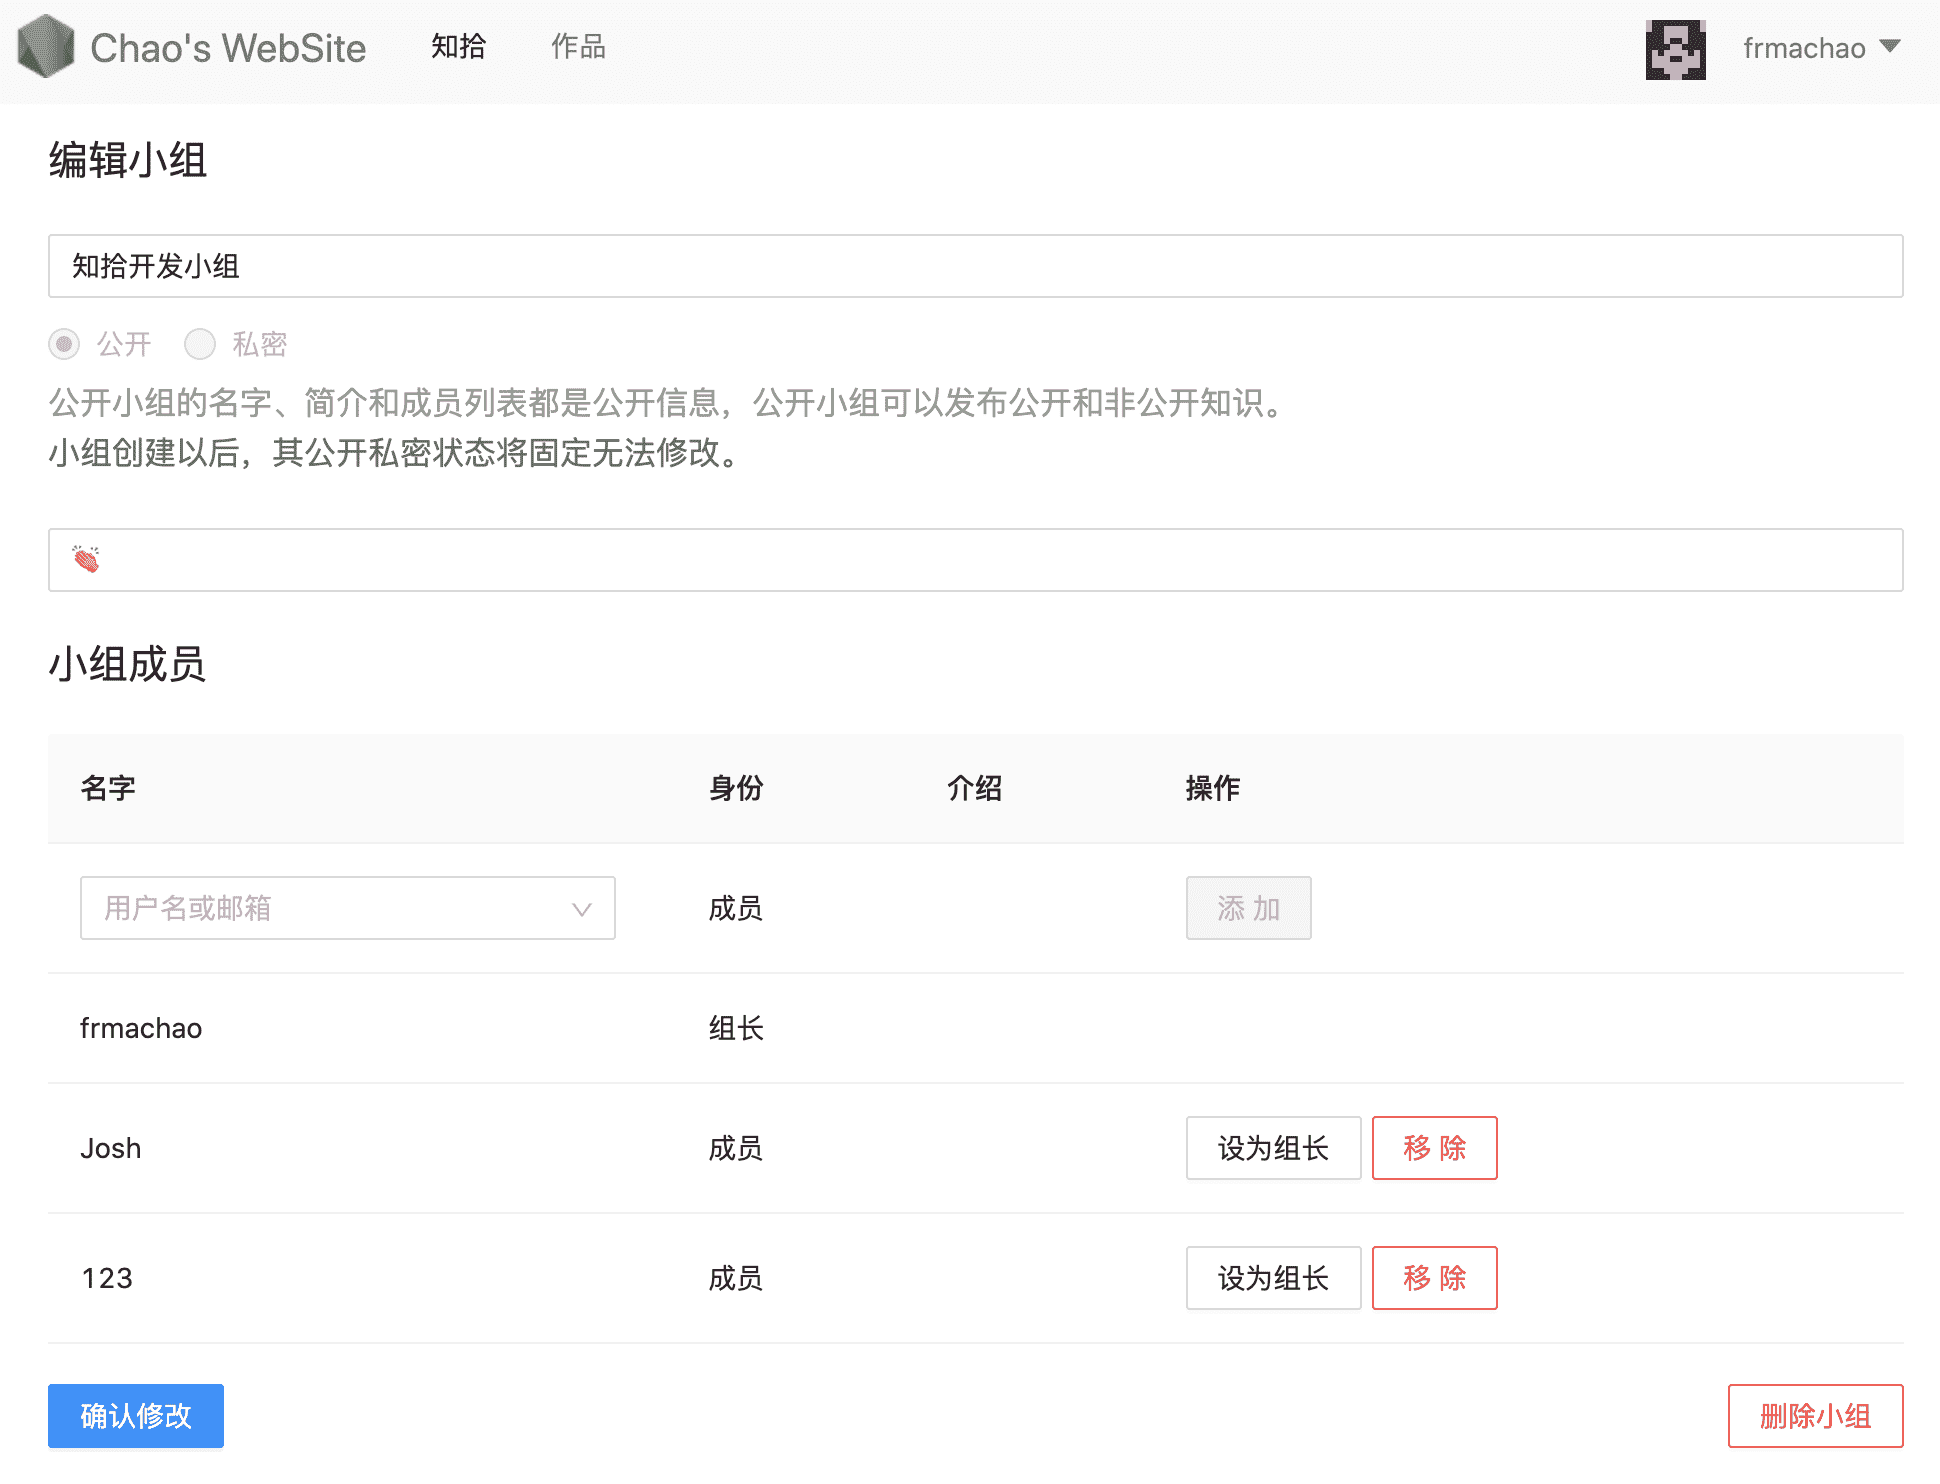 Chao's WebSite 知拾 作品 frmachao
编辑小组
知拾开发小组
公开 私密
公开小组的名字、简介和成员列表都是公开信息，公开小组可以发布公开和非公开知识。
小组创建以后，其公开私密状态将固定无法修改。
👏
小组成员
名字 身份 介绍 操作
用户名或邮箱 成员 添 加
frmachao 组长
Josh 成员 设为组长 移 除
123 成员 设为组长 移 除
确认修改 删除小组